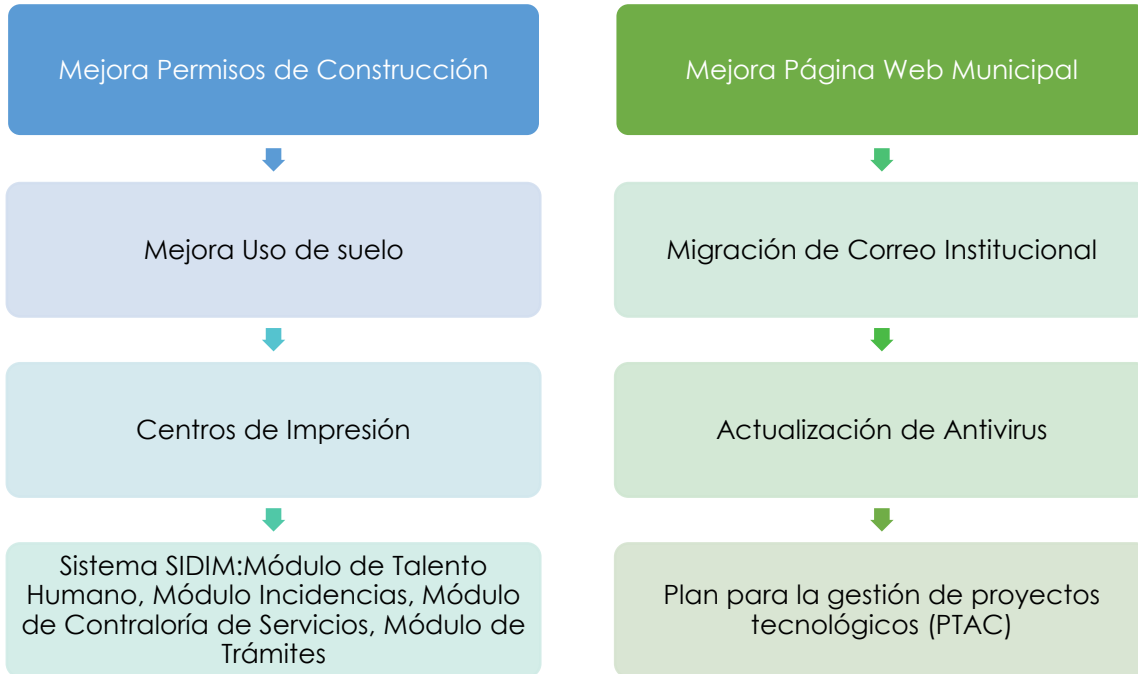 Mejora Permisos de Construcción
Mejora Uso de suelo
Centros de Impresión
Sistema SIDIM:Módulo de Talento
Humano, Módulo Incidencias, Módulo
de Contraloría de Servicios, Módulo de
Trámites
Mejora Página Web Municipal
Migración de Correo Institucional
Actualización de Antivirus
Plan para la gestión de proyectos
tecnológicos (PTAC)